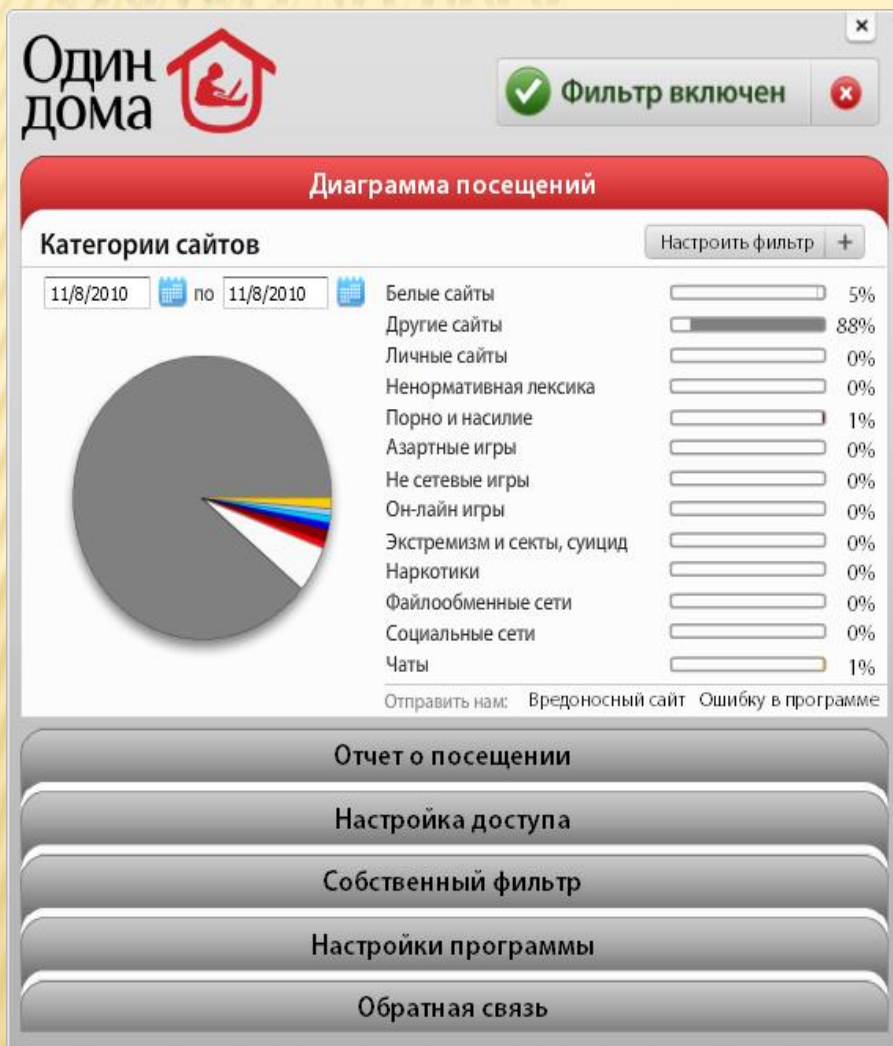 Один
дома
Фильтр включен
Диаграмма посещений
Категории сайтов
Настроить фильтр +
11/8/2010 по 11/8/2010
Белые сайты 5%
Другие сайты 88%
Личные сайты 0%
Ненормативная лексика 0%
Порно и насилие 1%
Азартные игры 0%
Не сетевые игры 0%
Он-лайн игры 0%
Экстремизм и секты, суицид 0%
Наркотики 0%
Файлообменные сети 0%
Социальные сети 0%
Чаты 1%
Отправить нам: Вредоносный сайт Ошибку в программе
Отчет о посещении
Настройка доступа
Собственный фильтр
Настройки программы
Обратная связь